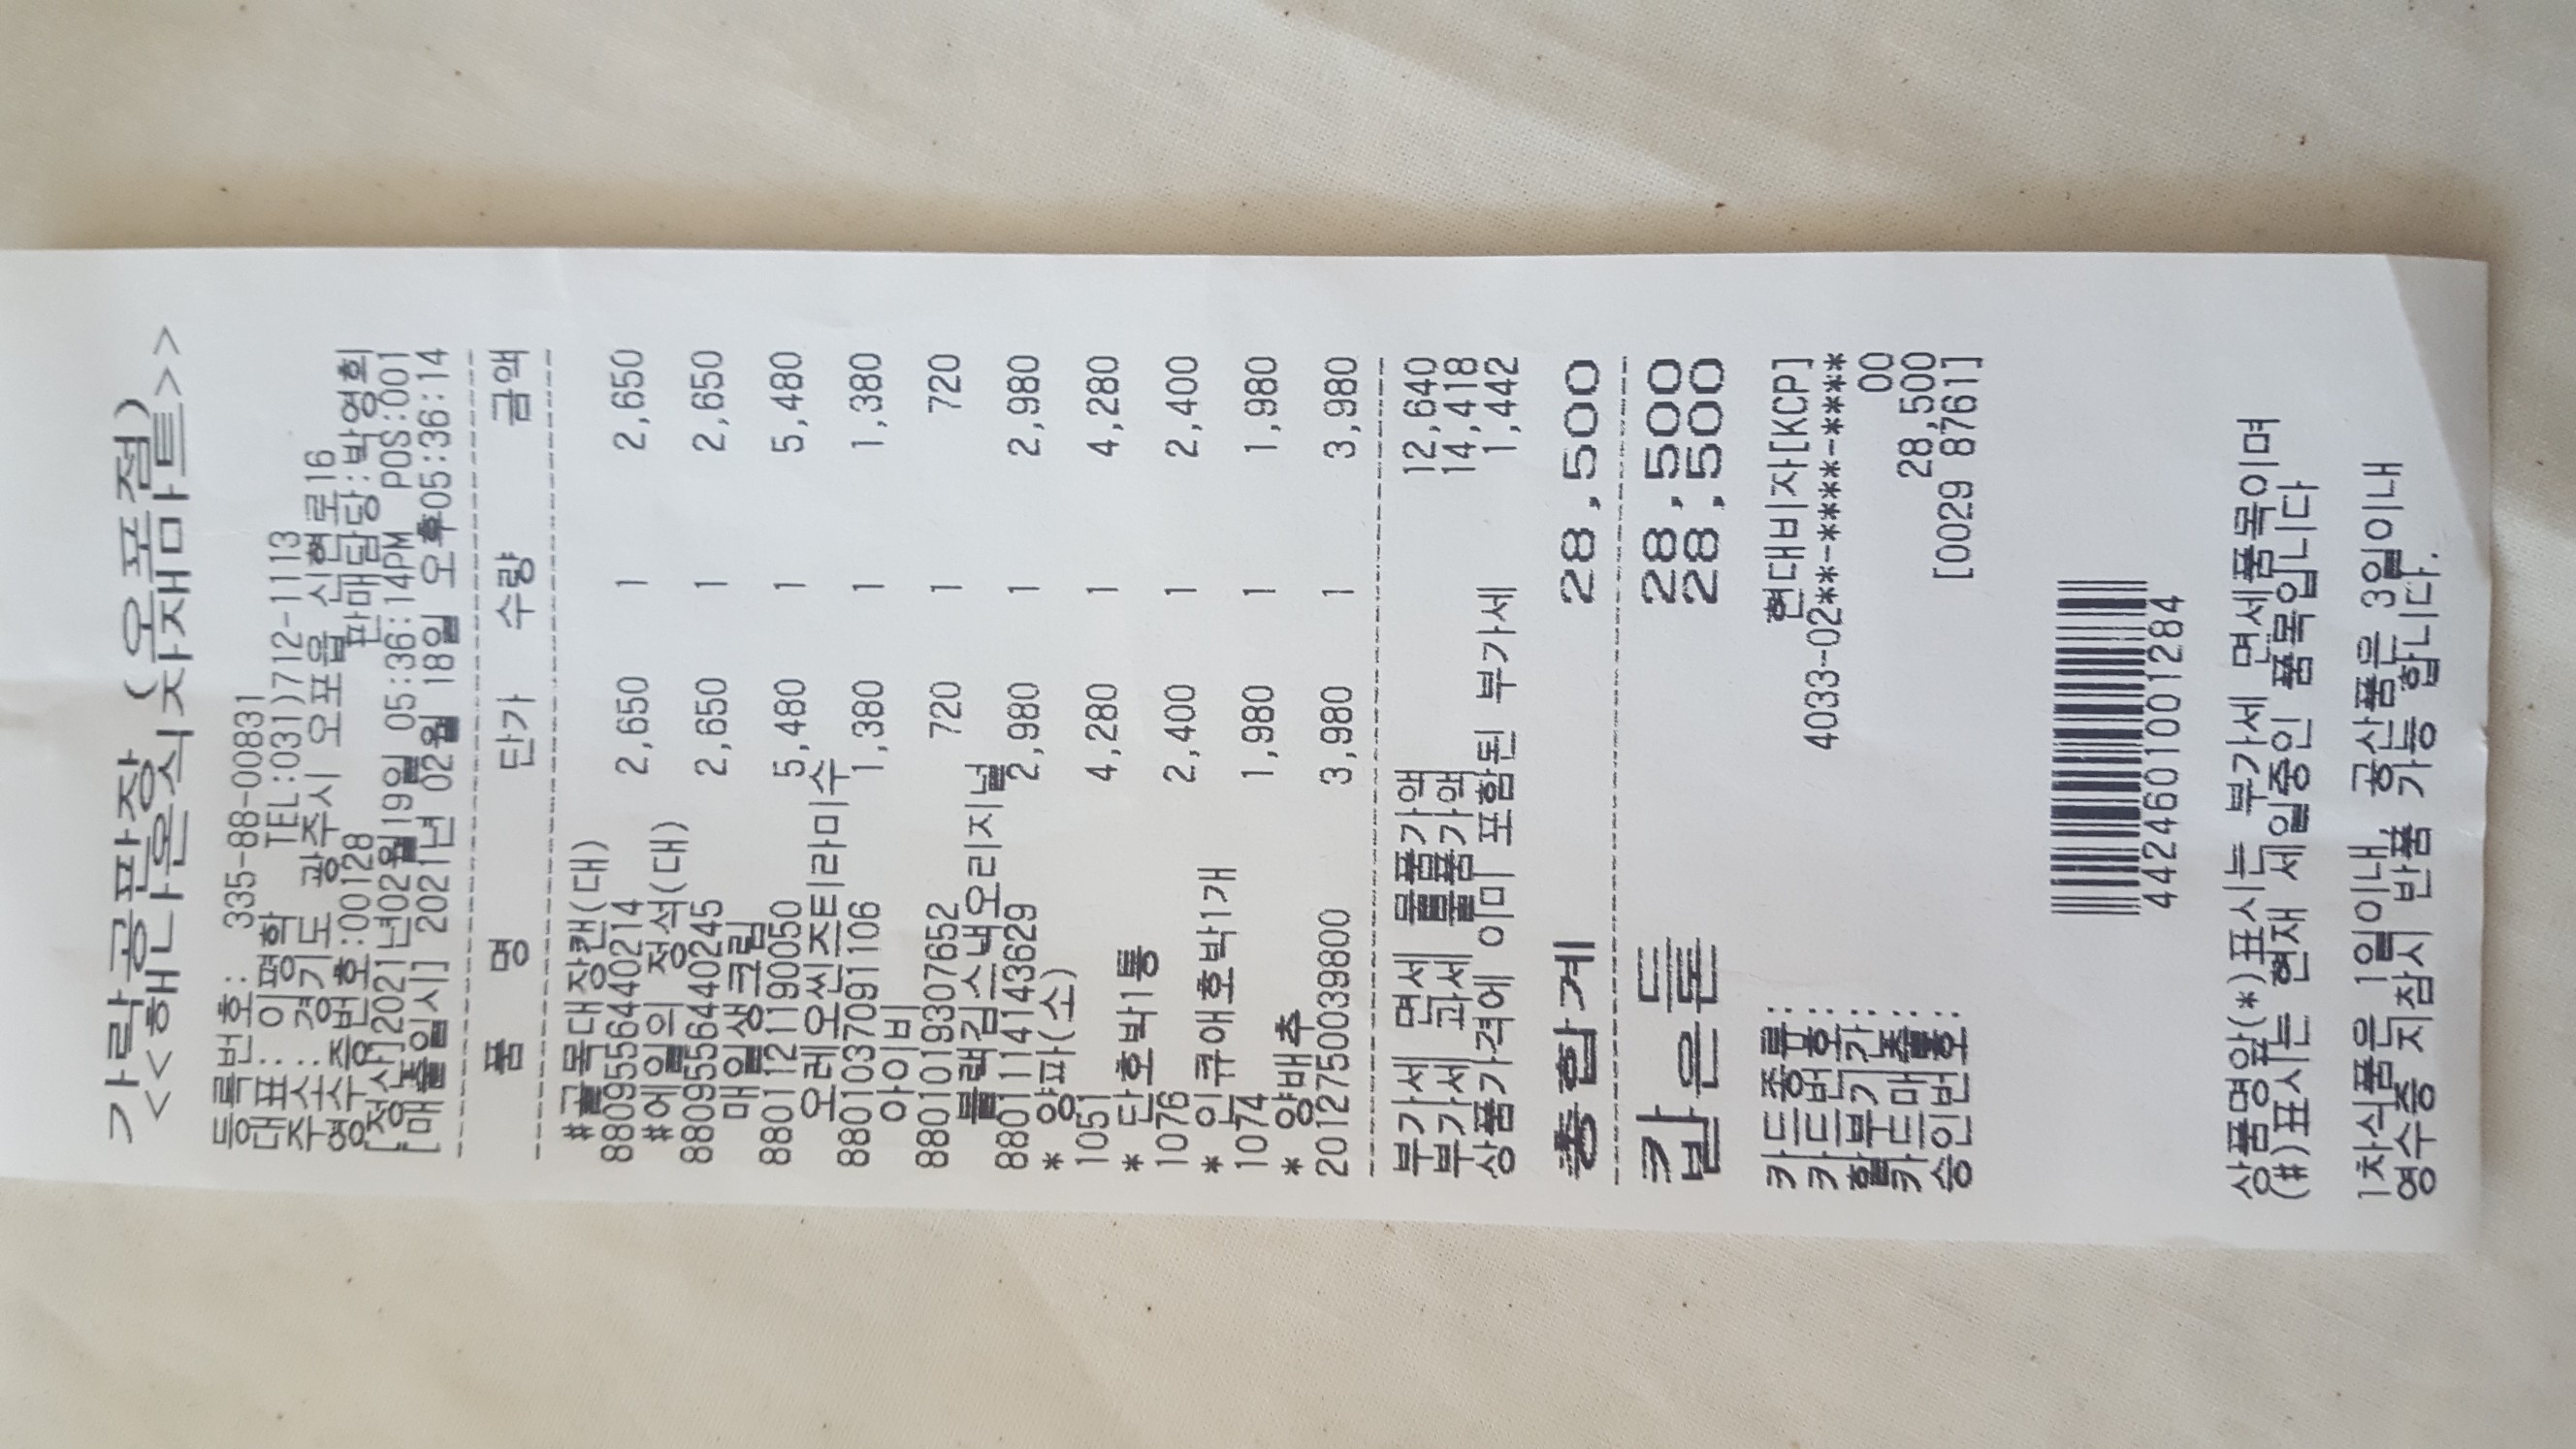 가락공판장 (오포점)
<<해나온식자재마트>>
등록번호: 335-88-00831
대표: 이평학 TEL:031)712-1113
주소: 경기도 광주시 오포읍 신현로16
영수증번호:00128 판매담당:박영희
[정산]2021년02월19일 05:36:14PM POS:001
[매출일시] 2021년 02월 18일 오후05:36:14
품 명 단가 수량 금액
#골목대장캔(대)
8809556440214 2,650 1 2,650
#에일의 정석(대)
8809556440245 2,650 1 2,650
매일생크림
8801121190050 5,480 1 5,480
오레오씬즈티라미수
8801037091106 1,380 1 1,380
아이비
8801019307652 720 1 720
블랙김스낵오리지널
8801114143629 2,980 1 2,980
* 양파(소)
1051 4,280 1 4,280
* 단호박1통
1076 2,400 1 2,400
* 인큐애호박1개
1074 1,980 1 1,980
* 양배추
2012750039800 3,980 1 3,980
부가세 면세 물품가액 12,640
부가세 과세 물품가액 14,418
상품가격에 이미 포함된 부가세 1,442
총합계 28,500
카 드 28,500
받은돈 28,500
카드종류: 현대비자[KCP]
카드번호: 4033-02**-****-****
할부기간: 00
카드매출: 28,500
승인번호: [0029 8761]
4424601001284
상품명앞(*)표시는 부가세 면세품목이며
(#)표시는 현재 세일중인 품목입니다
1차식품은 1일이내, 공산품은 3일이내
영수증 지참시 반품 가능 합니다.